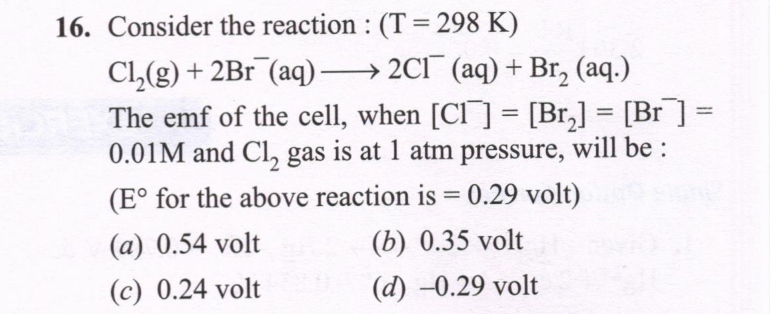 16. Consider the reaction : (T = 298 K)
Cl₂(g) + 2Br⁻(aq) ⟶ 2Cl⁻ (aq) + Br₂ (aq.)
The emf of the cell, when [Cl⁻] = [Br₂] = [Br⁻] =
0.01M and Cl₂ gas is at 1 atm pressure, will be :
(E° for the above reaction is = 0.29 volt)
(a) 0.54 volt (b) 0.35 volt
(c) 0.24 volt (d) –0.29 volt